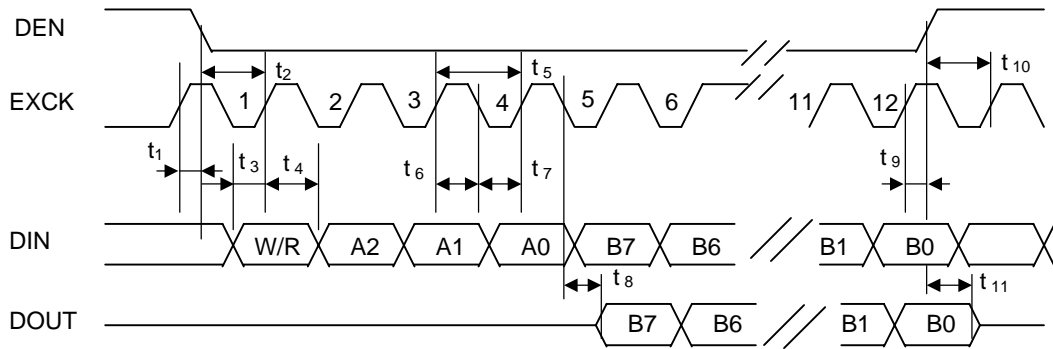 DEN
t2 t5 t10
EXCK 1 2 3 4 5 6 11 12
t1 t3 t4 t6 t7 t9
DIN W/R A2 A1 A0 B7 B6 B1 B0
t8 t11
DOUT B7 B6 B1 B0